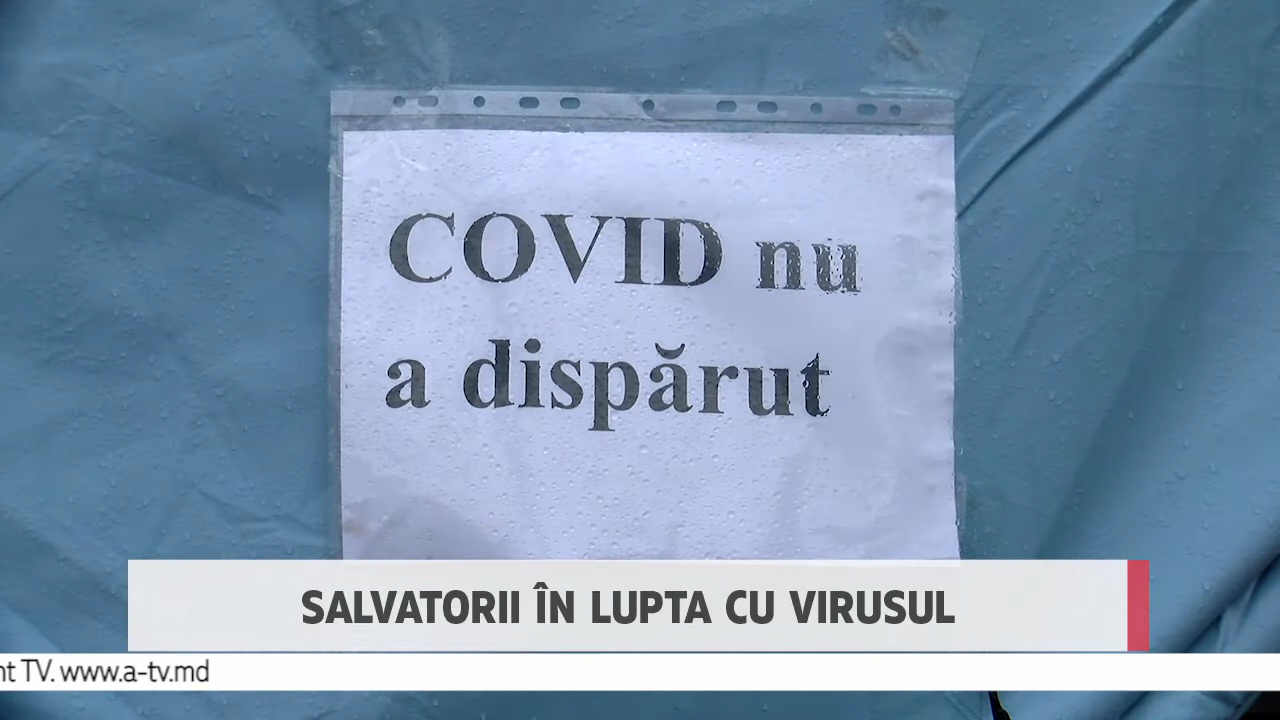 COVID nu
a dispărut
SALVATORII ÎN LUPTA CU VIRUSUL
nt TV. www.a-tv.md